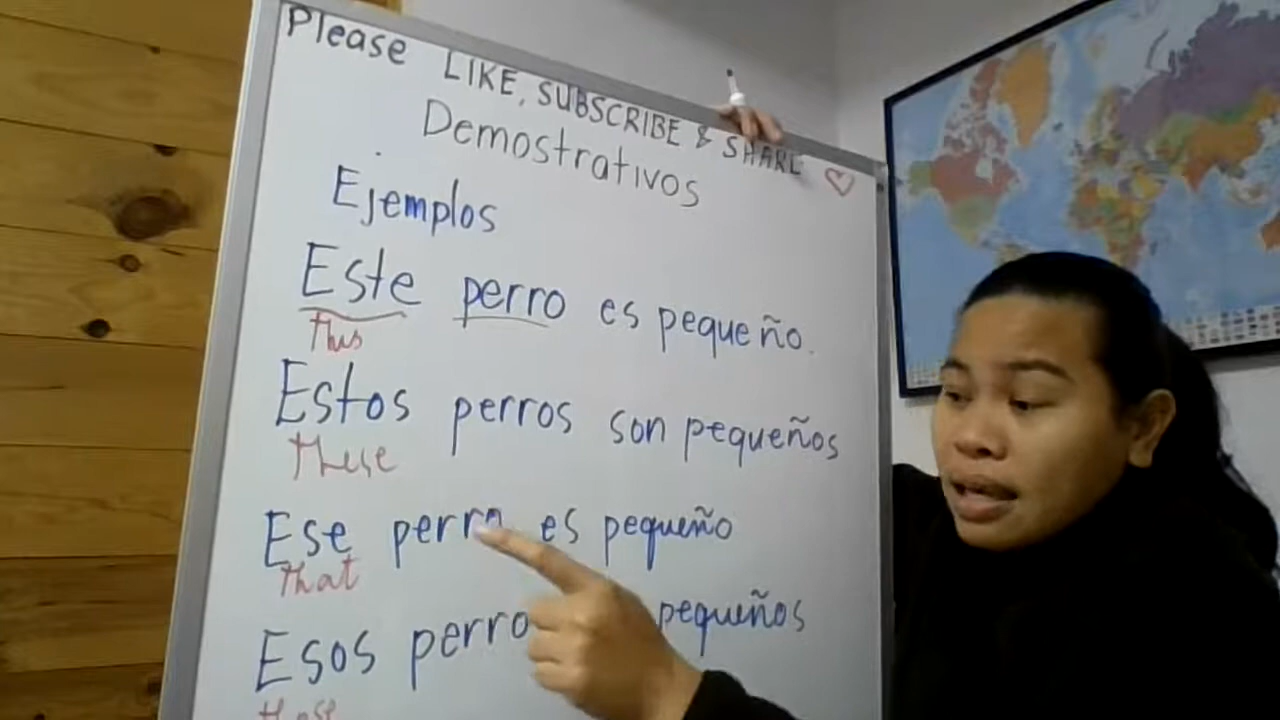 Please LIKE, SUBSCRIBE & SHARE
Demostrativos
Ejemplos
Este perro es pequeño.
this
Estos perros son pequeños
these
Ese perro es pequeño
that
Esos perro pequeños
those